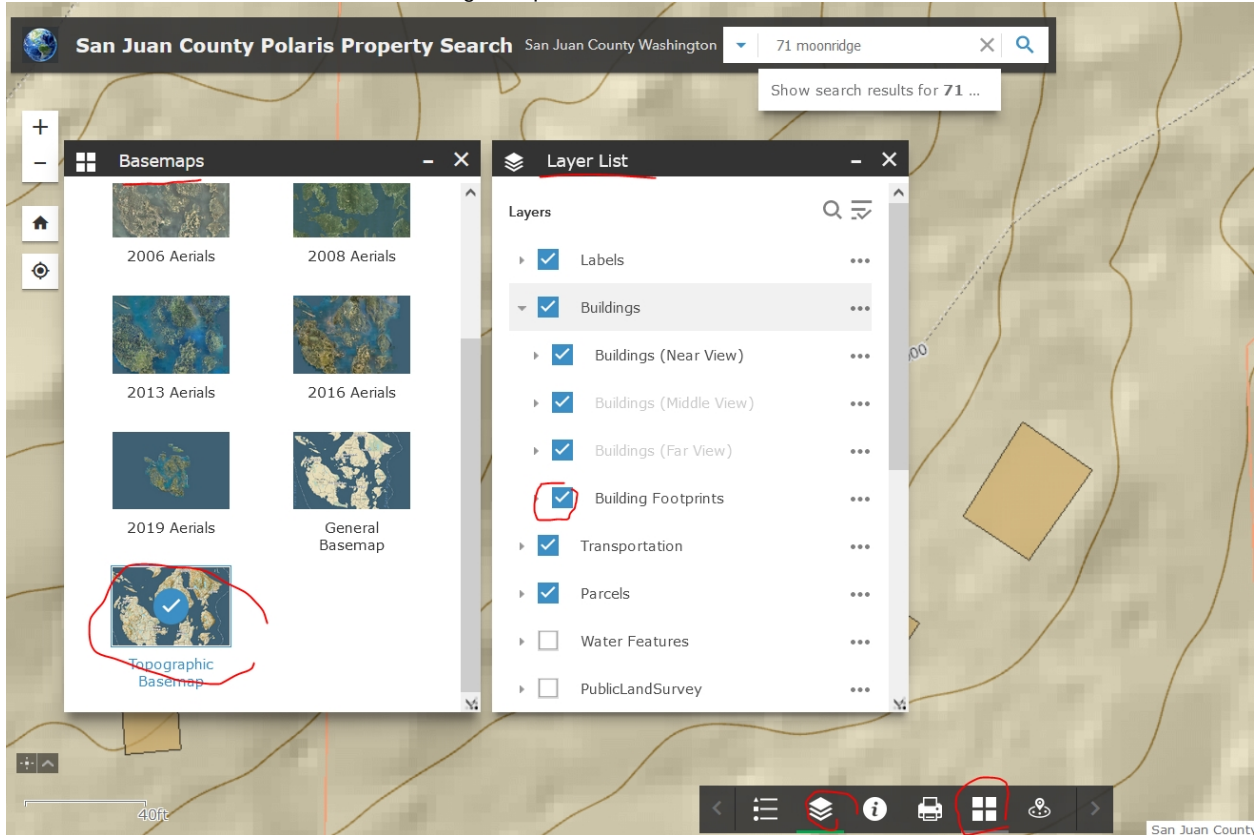 San Juan County Polaris Property Search San Juan County Washington 71 moonridge
Show search results for 71 ...
Basemaps
2006 Aerials 2008 Aerials
2013 Aerials 2016 Aerials
2019 Aerials General
Basemap
Topographic
Basemap
Layer List
Layers
Labels
Buildings
Buildings (Near View)
Buildings (Middle View)
Buildings (Far View)
Building Footprints
Transportation
Parcels
Water Features
PublicLandSurvey
00
40ft
San Juan County